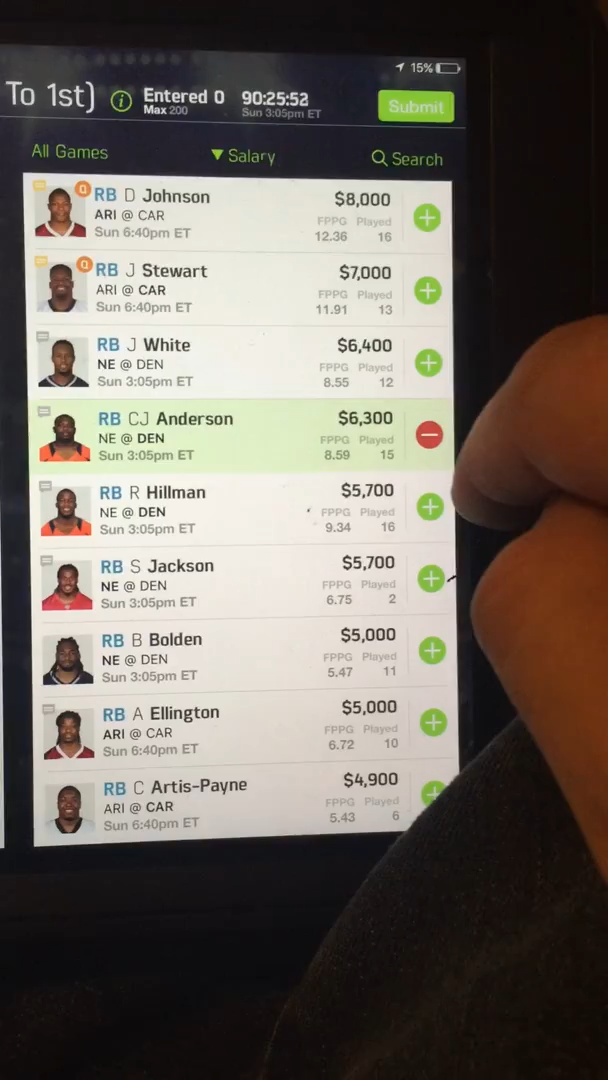 15%
To 1st) i Entered 0 90:25:52 Submit
Max 200 Sun 3:05pm ET
All Games ▼ Salary Search
Q RB D Johnson $8,000
ARI @ CAR FPPG Played
Sun 6:40pm ET 12.36 16
Q RB J Stewart $7,000
ARI @ CAR FPPG Played
Sun 6:40pm ET 11.91 13
RB J White $6,400
NE @ DEN FPPG Played
Sun 3:05pm ET 8.55 12
RB CJ Anderson $6,300
NE @ DEN FPPG Played
Sun 3:05pm ET 8.59 15
RB R Hillman $5,700
NE @ DEN FPPG Played
Sun 3:05pm ET 9.34 16
RB S Jackson $5,700
NE @ DEN FPPG Played
Sun 3:05pm ET 6.75 2
RB B Bolden $5,000
NE @ DEN FPPG Played
Sun 3:05pm ET 5.47 11
RB A Ellington $5,000
ARI @ CAR FPPG Played
Sun 6:40pm ET 6.72 10
RB C Artis-Payne $4,900
ARI @ CAR FPPG Played
Sun 6:40pm ET 5.43 6